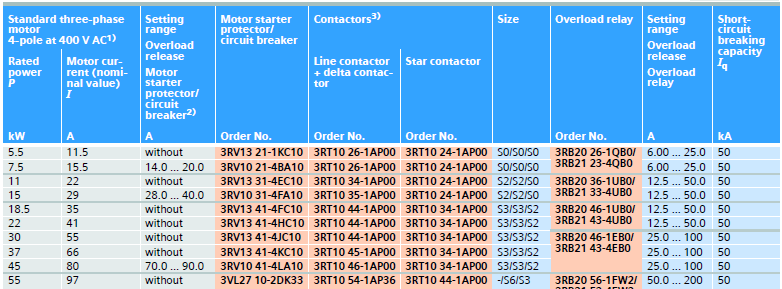 Standard three-phase motor 4-pole at 400 V AC1) Setting range Overload release Motor starter protector/ circuit breaker2) Motor starter protector/ circuit breaker Contactors3) Size Overload relay Setting range Overload release Overload relay Short-circuit breaking capacity Iq
Rated power P Motor cur-rent (nomi-nal value) I Line contactor + delta contac-tor Star contactor
kW A A Order No. Order No. Order No. Order No. A kA
5.5 11.5 without 3RV13 21-1KC10 3RT10 26-1AP00 3RT10 24-1AP00 S0/S0/S0 3RB20 26-1QB0/ 6.00 ... 25.0 50
7.5 15.5 14.0 ... 20.0 3RV10 21-4BA10 3RT10 26-1AP00 3RT10 24-1AP00 S0/S0/S0 3RB21 23-4QB0 6.00 ... 25.0 50
11 22 without 3RV13 31-4EC10 3RT10 34-1AP00 3RT10 26-1AP00 S2/S2/S0 3RB20 36-1UB0/ 12.5 ... 50.0 50
15 29 28.0 ... 40.0 3RV10 31-4FA10 3RT10 35-1AP00 3RT10 26-1AP00 S2/S2/S0 3RB21 33-4UB0 12.5 ... 50.0 50
18.5 35 without 3RV13 41-4FC10 3RT10 44-1AP00 3RT10 34-1AP00 S3/S3/S2 3RB20 46-1UB0/ 12.5 ... 50.0 50
22 41 without 3RV13 41-4HC10 3RT10 44-1AP00 3RT10 34-1AP00 S3/S3/S2 3RB21 43-4UB0 12.5 ... 50.0 50
30 55 without 3RV13 41-4JC10 3RT10 44-1AP00 3RT10 34-1AP00 S3/S3/S2 3RB20 46-1EB0/ 25.0 ... 100 50
37 66 without 3RV13 41-4KC10 3RT10 45-1AP00 3RT10 34-1AP00 S3/S3/S2 3RB21 43-4EB0 25.0 ... 100 50
45 80 70.0 ... 90.0 3RV10 41-4LA10 3RT10 46-1AP00 3RT10 34-1AP00 S3/S3/S2 25.0 ... 100 50
55 97 without 3VL27 10-2DK33 3RT10 54-1AP36 3RT10 44-1AP00 -/S6/S3 3RB20 56-1FW2/ 50.0 ... 200 50